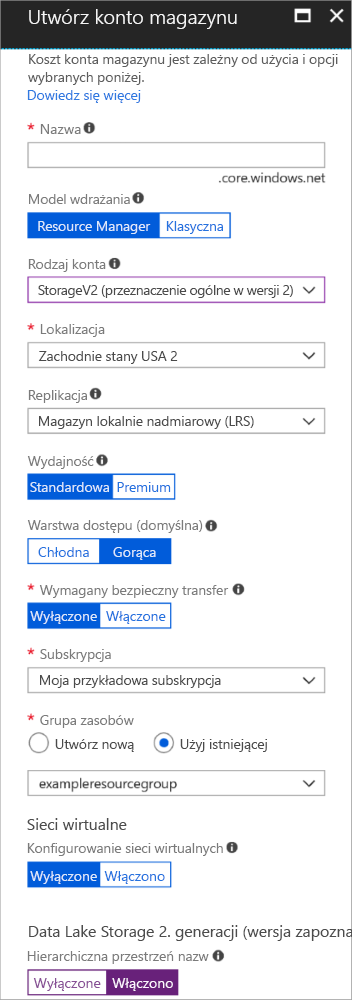 Utwórz konto magazynu
Koszt konta magazynu jest zależny od użycia i opcji
wybranych poniżej.
Dowiedz się więcej
* Nazwa
.core.windows.net
Model wdrażania
Resource Manager Klasyczna
Rodzaj konta
StorageV2 (przeznaczenie ogólne w wersji 2)
* Lokalizacja
Zachodnie stany USA 2
Replikacja
Magazyn lokalnie nadmiarowy (LRS)
Wydajność
Standardowa Premium
Warstwa dostępu (domyślna)
Chłodna Gorąca
* Wymagany bezpieczny transfer
Wyłączone Włączone
* Subskrypcja
Moja przykładowa subskrypcja
* Grupa zasobów
Utwórz nową Użyj istniejącej
exampleresourcegroup
Sieci wirtualne
Konfigurowanie sieci wirtualnych
Wyłączone Włączono
Data Lake Storage 2. generacji (wersja zapozna
Hierarchiczna przestrzeń nazw
Wyłączone Włączono